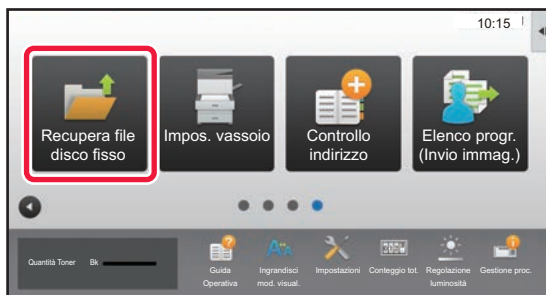 10:15
Recupera file
disco fisso
Impos. vassoio
Controllo
indirizzo
Elenco progr.
(Invio immag.)
Quantità Toner Bk
Guida
Operativa
Ingrandisci
mod. visual.
Impostazioni
Conteggio tot.
Regolazione
luminosità
Gestione proc.